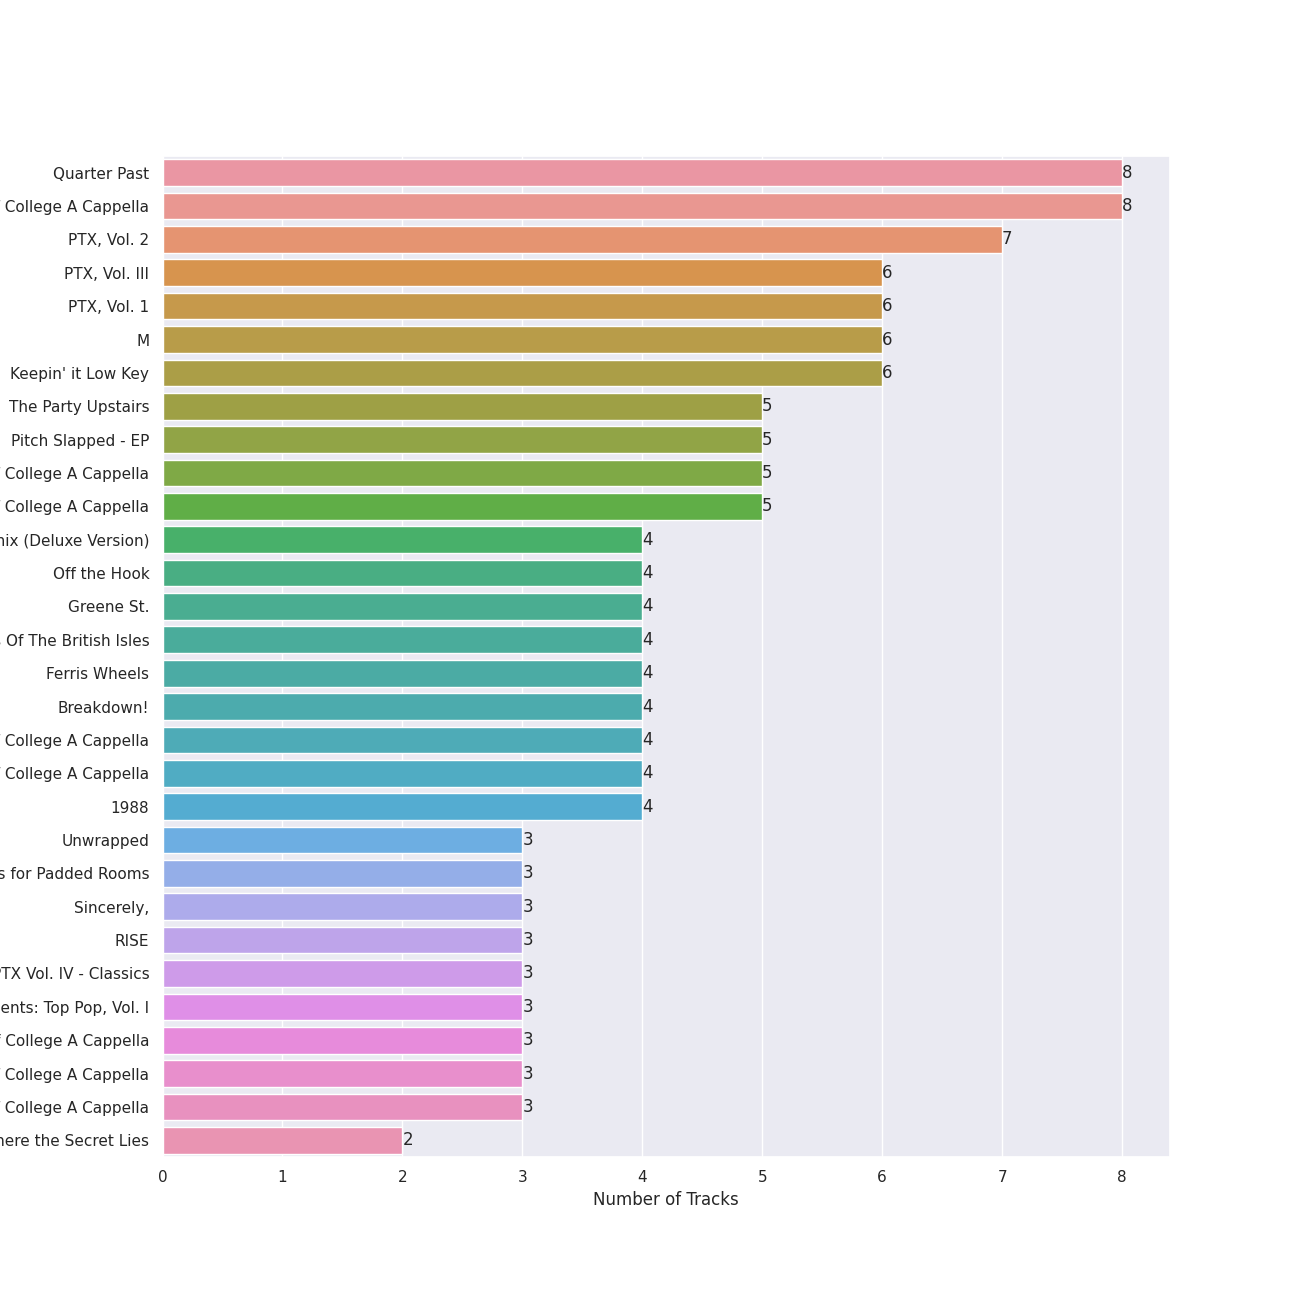 Quarter Past 8
College A Cappella 8
PTX, Vol. 2 7
PTX, Vol. III 6
PTX, Vol. 1 6
M 6
Keepin' it Low Key 6
The Party Upstairs 5
Pitch Slapped - EP 5
College A Cappella 5
College A Cappella 5
(Deluxe Version) 4
Off the Hook 4
Greene St. 4
Of The British Isles 4
Ferris Wheels 4
Breakdown! 4
College A Cappella 4
College A Cappella 4
1988 4
Unwrapped 3
for Padded Rooms 3
Sincerely, 3
RISE 3
PTX Vol. IV - Classics 3
Top Pop, Vol. I 3
College A Cappella 3
College A Cappella 3
College A Cappella 3
the Secret Lies 2
0 1 2 3 4 5 6 7 8
Number of Tracks